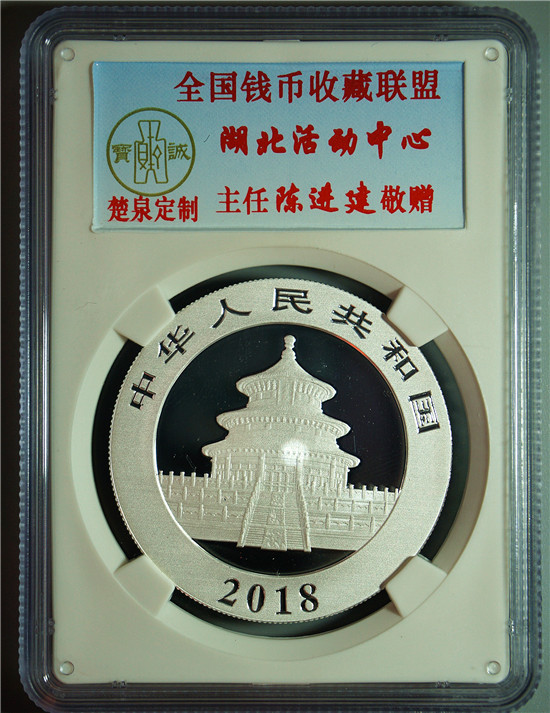 全国钱币收藏联盟
湖北活动中心
寳 誠
楚泉定制
主任陈进建敬赠
中华人民共和国
2018